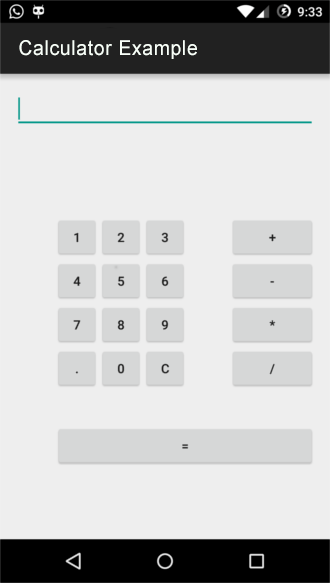 9:33
Calculator Example
1 2 3 +
4 5 6 -
7 8 9 *
. 0 C /
=